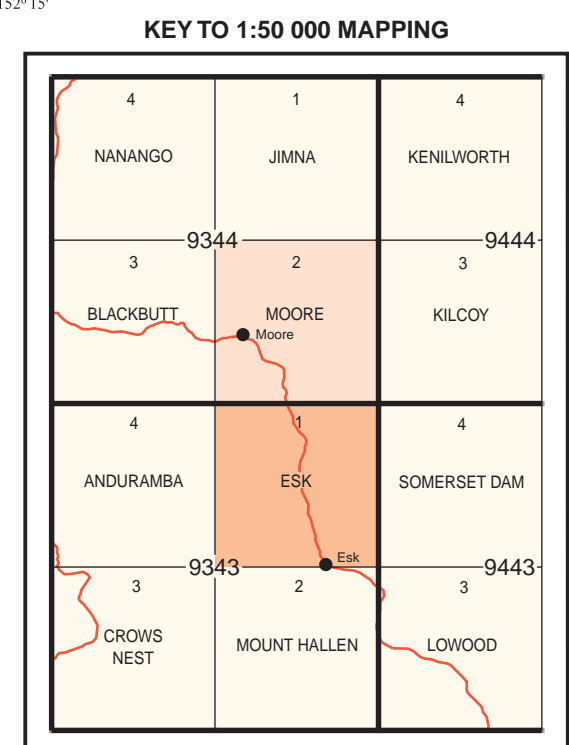 152° 15'
KEY TO 1:50 000 MAPPING
4 1 4
NANANGO JIMNA KENILWORTH
9344 9444
3 2 3
BLACKBUTT MOORE KILCOY
Moore
4 1 4
ANDURAMBA ESK SOMERSET DAM
Esk
9343 9443
3 2 3
CROWS
NEST MOUNT HALLEN LOWOOD